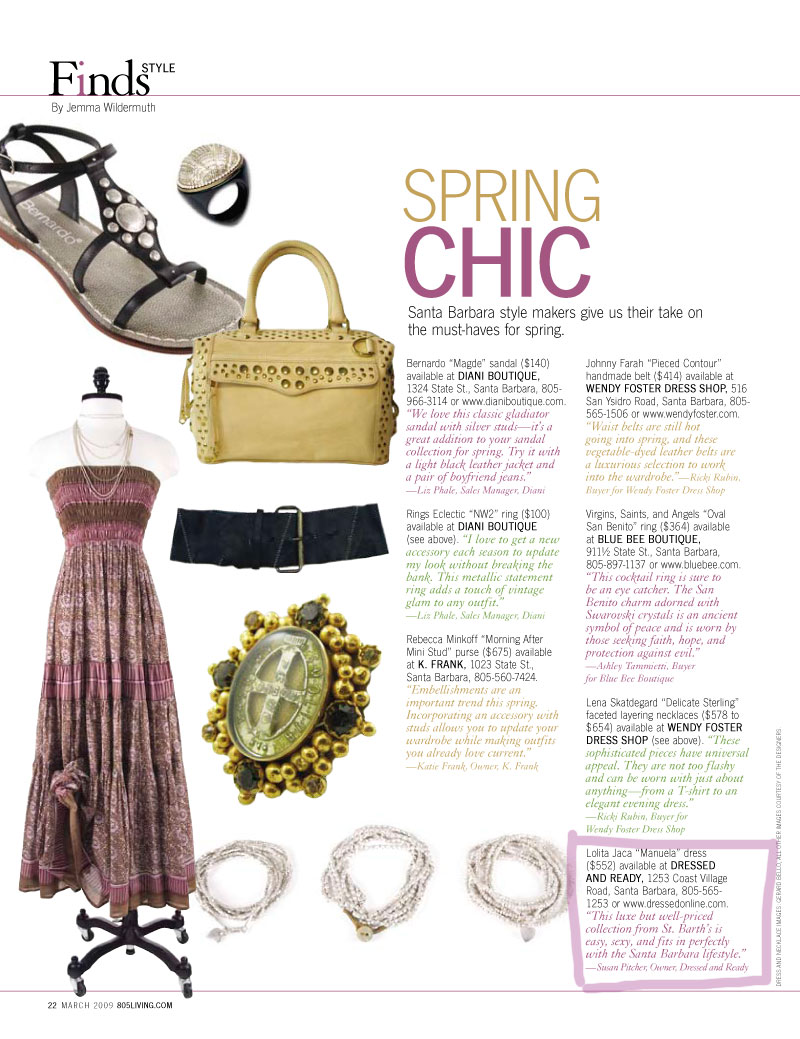 Finds STYLE
By Jemma Wildermuth
Bernardo®
SPRING
CHIC
Santa Barbara style makers give us their take on
the must-haves for spring.
Bernardo “Magde” sandal ($140)
available at DIANI BOUTIQUE,
1324 State St., Santa Barbara, 805-
966-3114 or www.dianiboutique.com.
“We love this classic gladiator
sandal with silver studs—it’s a
great addition to your sandal
collection for spring. Try it with
a light black leather jacket and
a pair of boyfriend jeans.”
—Liz Phale, Sales Manager, Diani
Rings Eclectic “NW2” ring ($100)
available at DIANI BOUTIQUE
(see above). “I love to get a new
accessory each season to update
my look without breaking the
bank. This metallic statement
ring adds a touch of vintage
glam to any outfit.”
—Liz Phale, Sales Manager, Diani
Rebecca Minkoff “Morning After
Mini Stud” purse ($675) available
at K. FRANK, 1023 State St.,
Santa Barbara, 805-560-7424.
“Embellishments are an
important trend this spring.
Incorporating an accessory with
studs allows you to update your
wardrobe while making outfits
you already love current.”
—Katie Frank, Owner, K. Frank
Johnny Farah “Pieced Contour”
handmade belt ($414) available at
WENDY FOSTER DRESS SHOP, 516
San Ysidro Road, Santa Barbara, 805-
565-1506 or www.wendyfoster.com.
“Waist belts are still hot
going into spring, and these
vegetable-dyed leather belts are
a luxurious selection to work
into the wardrobe.”—Ricki Rubin,
Buyer for Wendy Foster Dress Shop
Virgins, Saints, and Angels “Oval
San Benito” ring ($364) available
at BLUE BEE BOUTIQUE,
911½ State St., Santa Barbara,
805-897-1137 or www.bluebee.com.
“This cocktail ring is sure to
be an eye catcher. The San
Benito charm adorned with
Swarovski crystals is an ancient
symbol of peace and is worn by
those seeking faith, hope, and
protection against evil.”
—Ashley Tammietti, Buyer
for Blue Bee Boutique
Lena Skatdegard “Delicate Sterling”
faceted layering necklaces ($578 to
$654) available at WENDY FOSTER
DRESS SHOP (see above). “These
sophisticated pieces have universal
appeal. They are not too flashy
and can be worn with just about
anything—from a T-shirt to an
elegant evening dress.”
—Ricki Rubin, Buyer for
Wendy Foster Dress Shop
Lolita Jaca “Manuela” dress
($552) available at DRESSED
AND READY, 1253 Coast Village
Road, Santa Barbara, 805-565-
1253 or www.dressedonline.com.
“This luxe but well-priced
collection from St. Barth’s is
easy, sexy, and fits in perfectly
with the Santa Barbara lifestyle.”
—Susan Pitcher, Owner, Dressed and Ready
DRESS AND NECKLACE IMAGES: GERARD BELLO; ALL OTHER IMAGES COURTESY OF THE DESIGNERS
22 MARCH 2009 805LIVING.COM